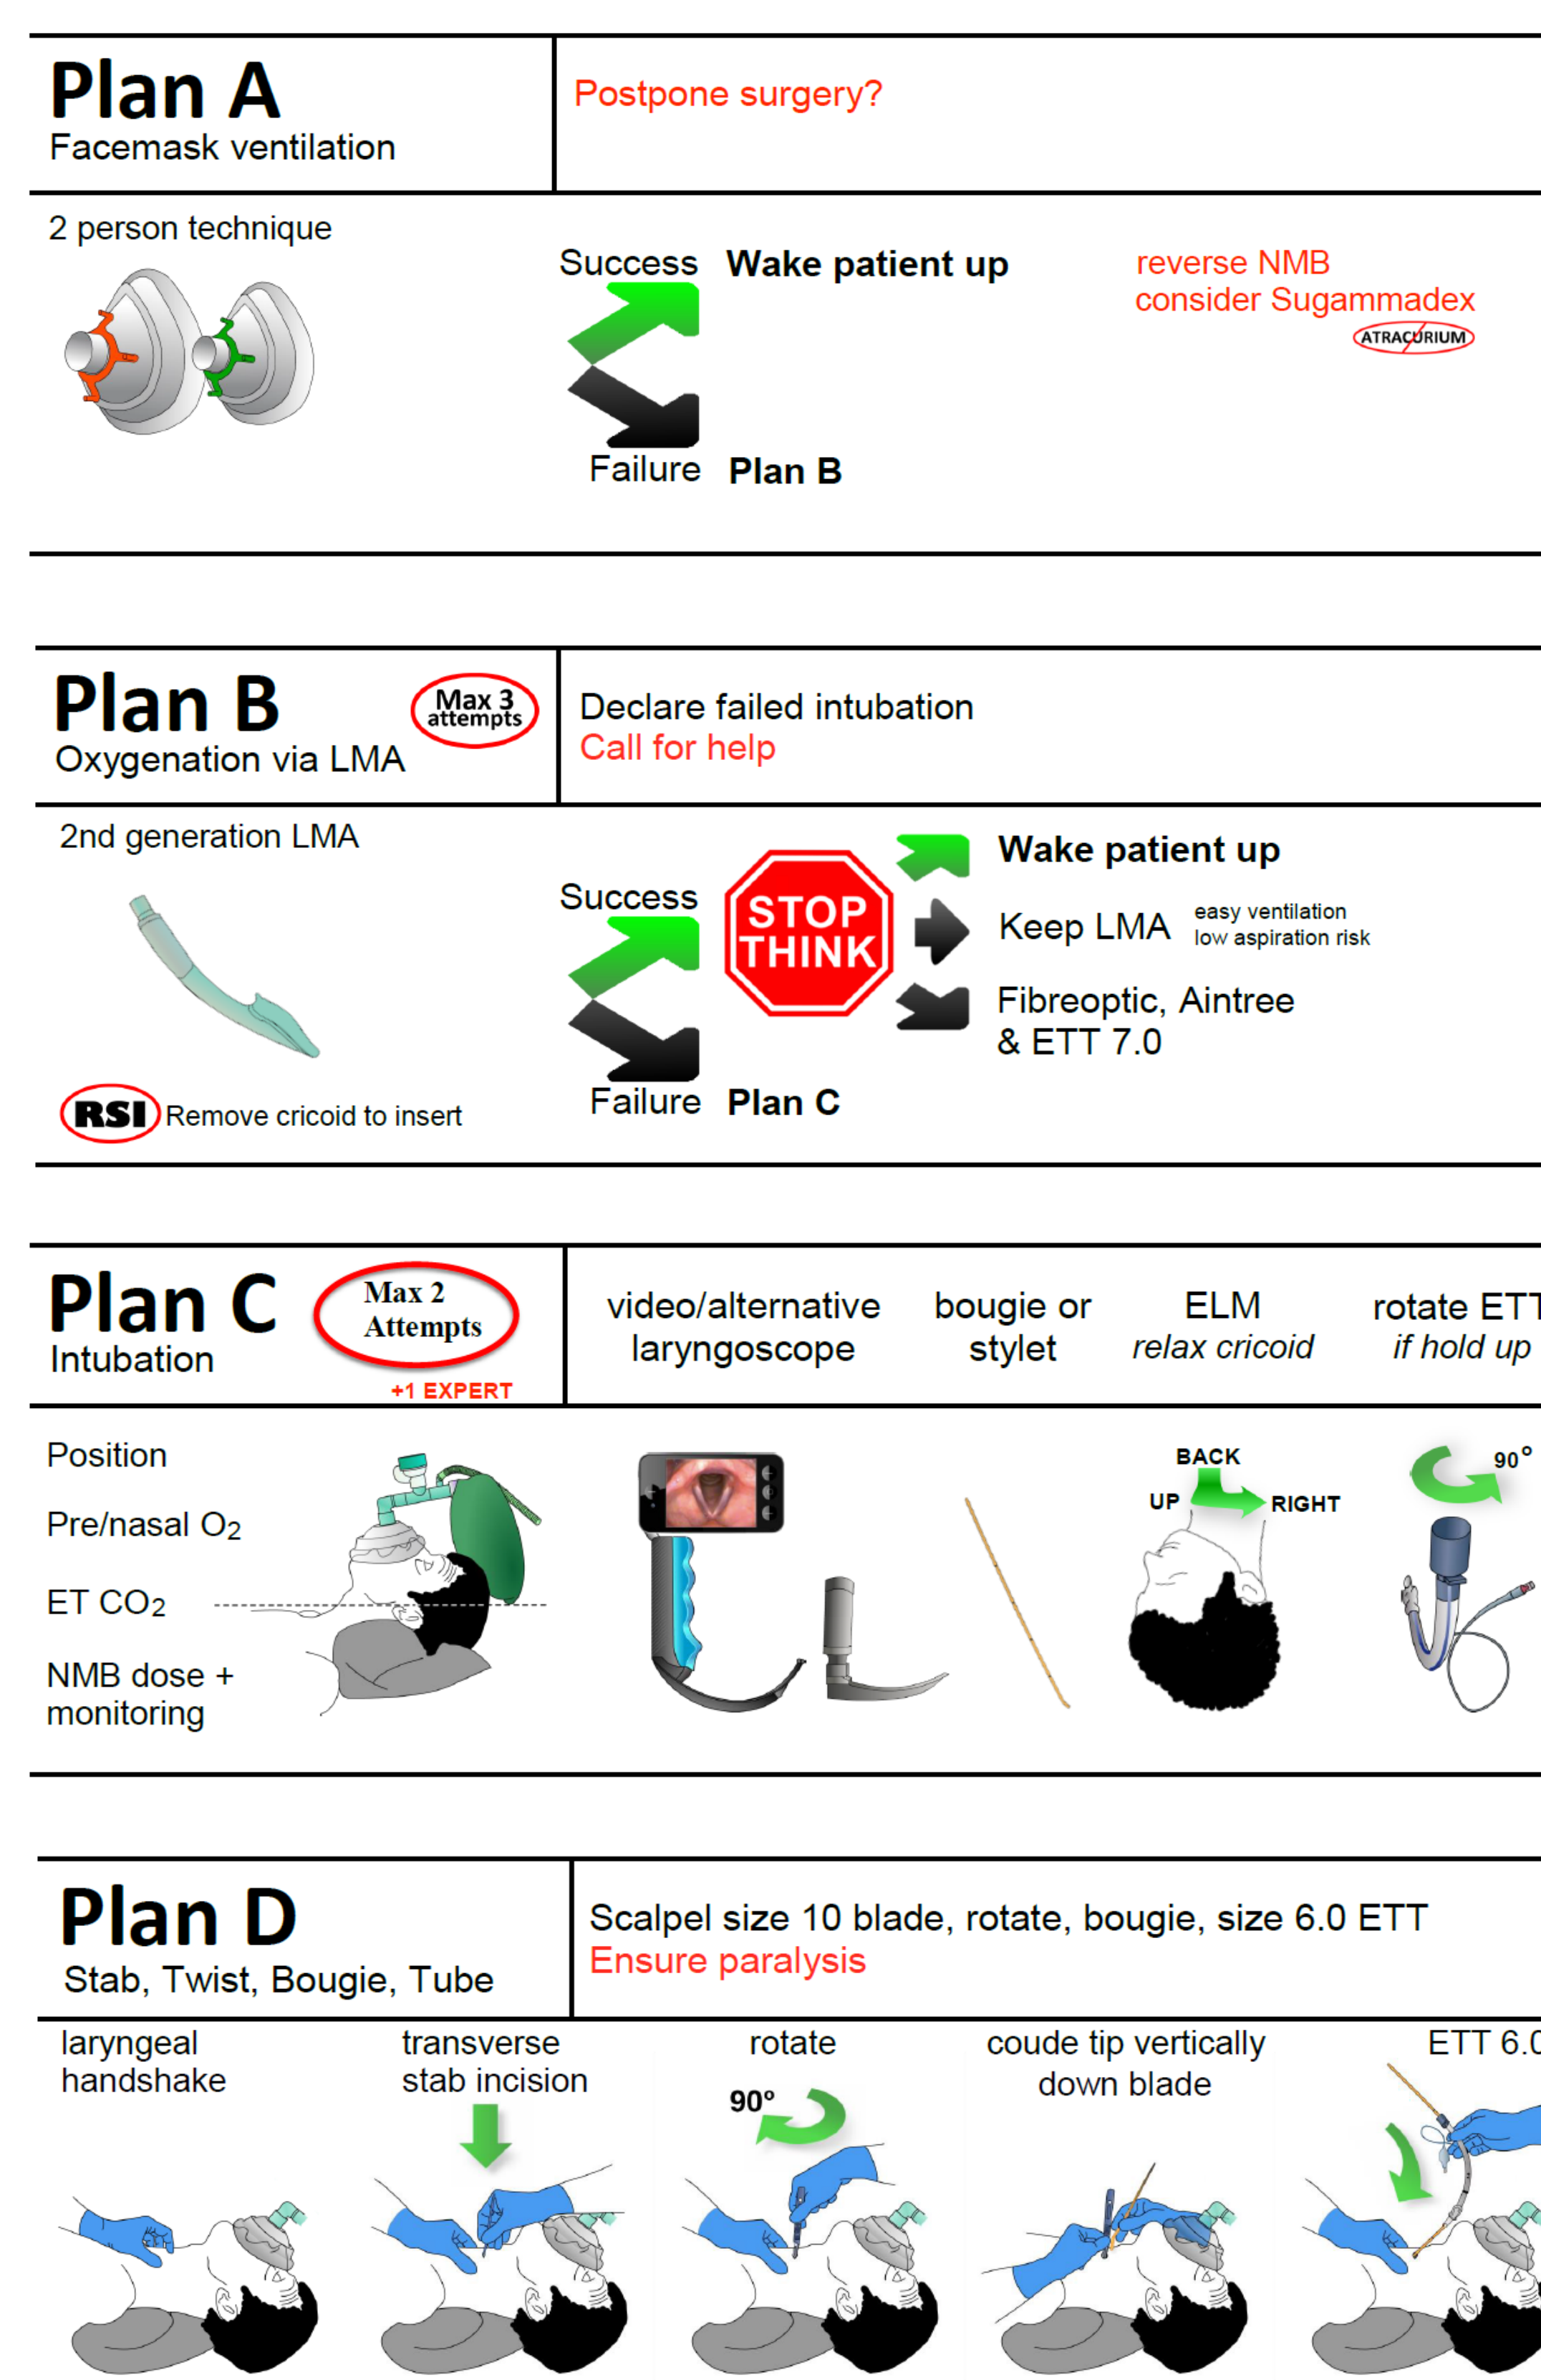 Plan A
Facemask ventilation
Postpone surgery?
2 person technique
Success
Wake patient up
reverse NMB
consider Sugammadex
ATRACURIUM
Failure
Plan B
Plan B
Oxygenation via LMA
Max 3
attempts
Declare failed intubation
Call for help
2nd generation LMA
Success
STOP
THINK
Wake patient up
Keep LMA
easy ventilation
low aspiration risk
Fibreoptic, Aintree
& ETT 7.0
RSI
Remove cricoid to insert
Failure
Plan C
Plan C
Intubation
Max 2
Attempts
+1 EXPERT
video/alternative
laryngoscope
bougie or
stylet
ELM
relax cricoid
rotate ETT
if hold up
Position
Pre/nasal O2
ET CO2
NMB dose +
monitoring
BACK
UP
RIGHT
90°
Plan D
Stab, Twist, Bougie, Tube
Scalpel size 10 blade, rotate, bougie, size 6.0 ETT
Ensure paralysis
laryngeal
handshake
transverse
stab incision
rotate
90º
coude tip vertically
down blade
ETT 6.0